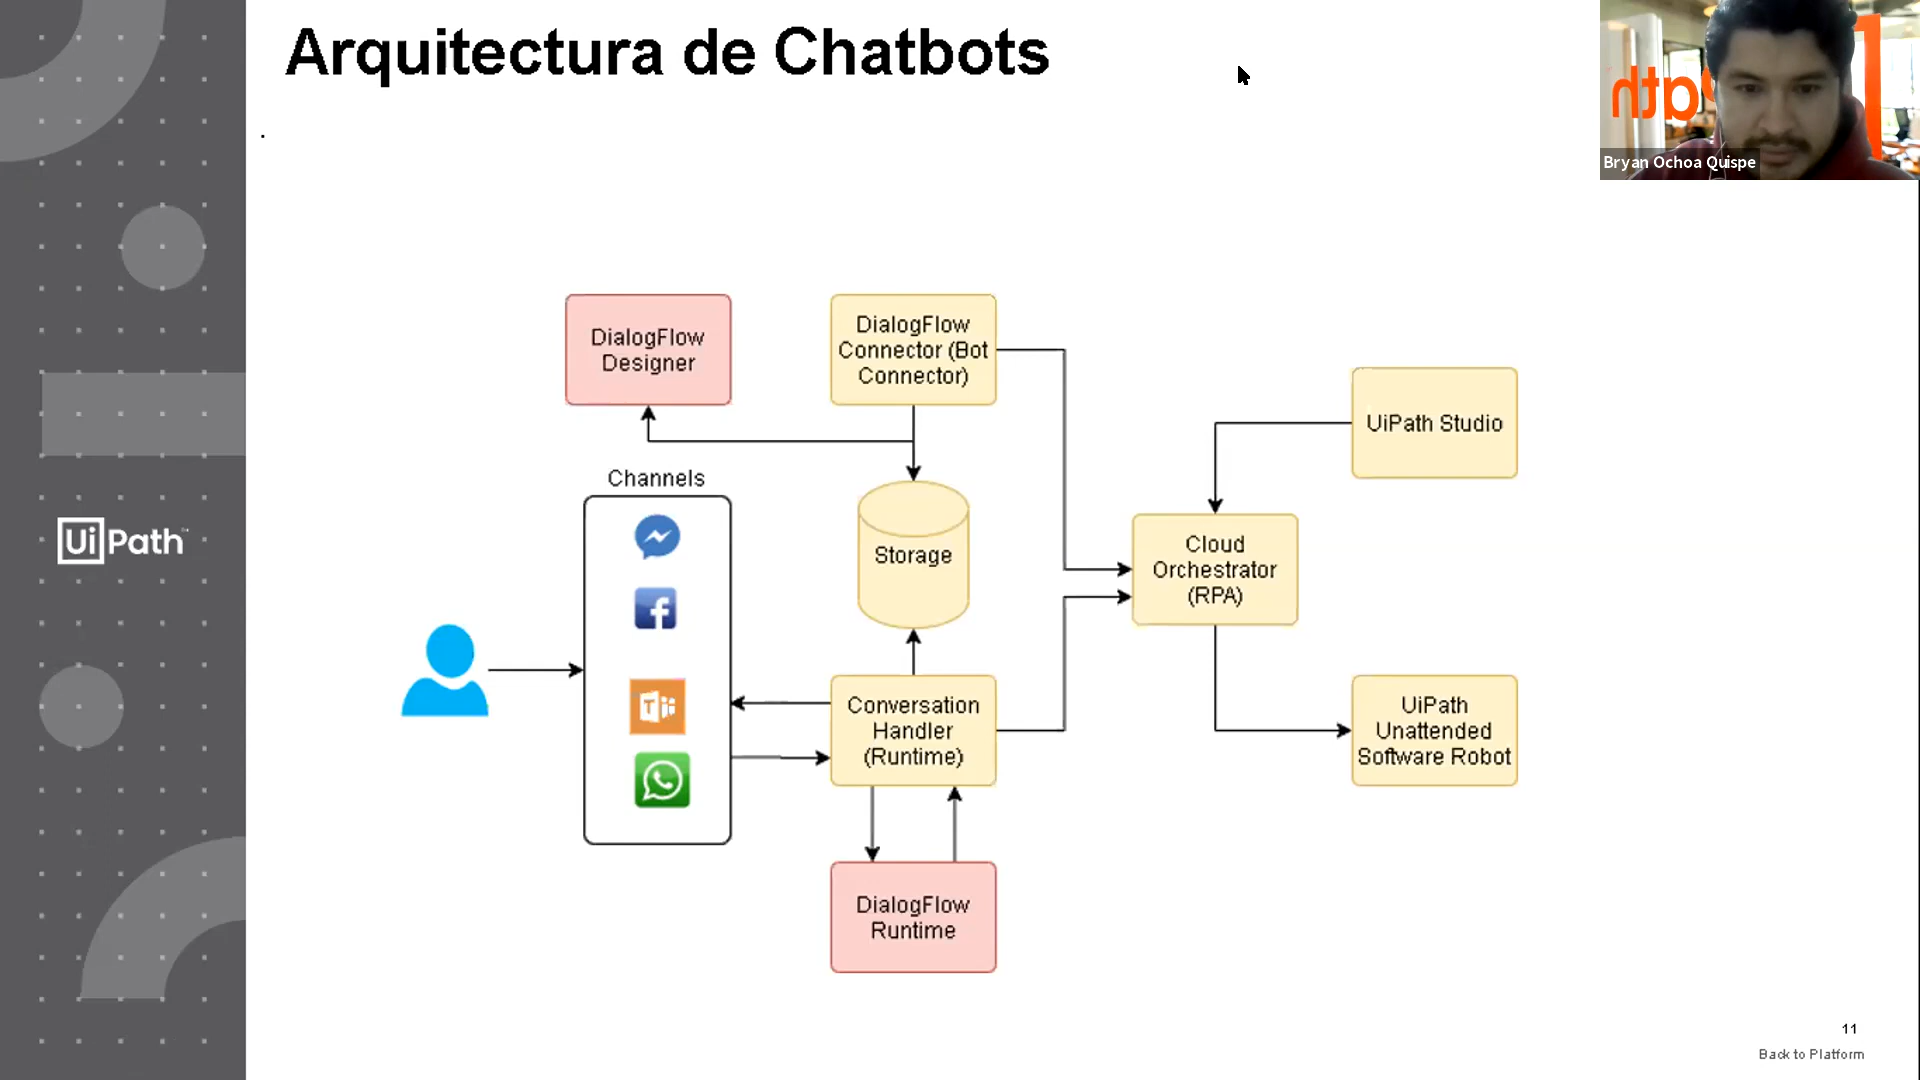 Arquitectura de Chatbots
.
Bryan Ochoa Quispe
DialogFlow
Designer
DialogFlow
Connector (Bot
Connector)
UiPath Studio
Channels
Storage
Cloud
Orchestrator
(RPA)
UiPath
Conversation
Handler
(Runtime)
UiPath
Unattended
Software Robot
DialogFlow
Runtime
11
Back to Platform